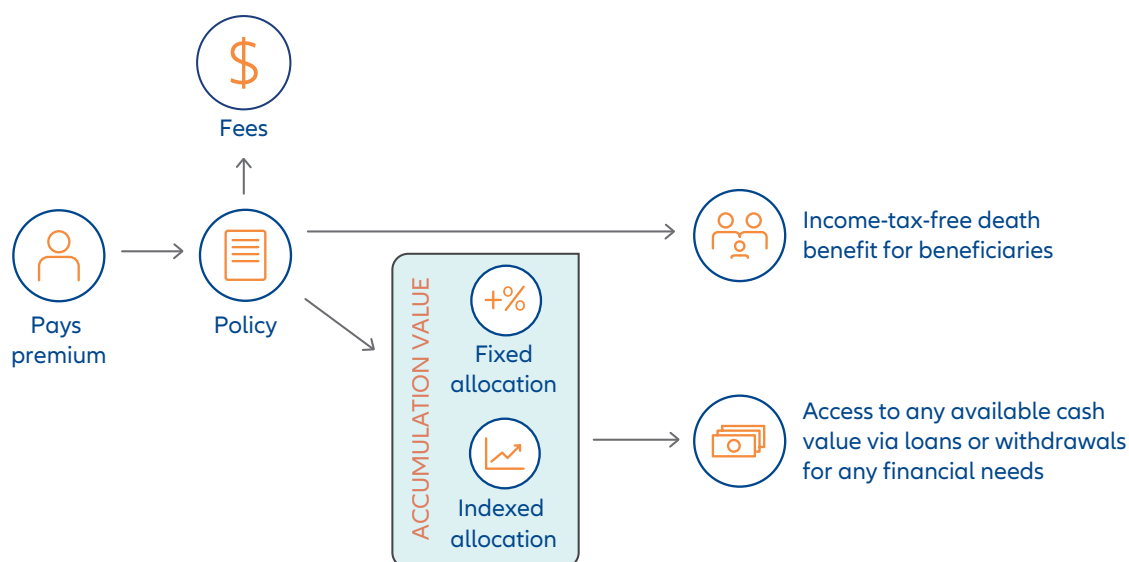 $
Fees
Pays
premium
Policy
ACCUMULATION VALUE
+%
Fixed
allocation
Indexed
allocation
Income-tax-free death
benefit for beneficiaries
Access to any available cash
value via loans or withdrawals
for any financial needs